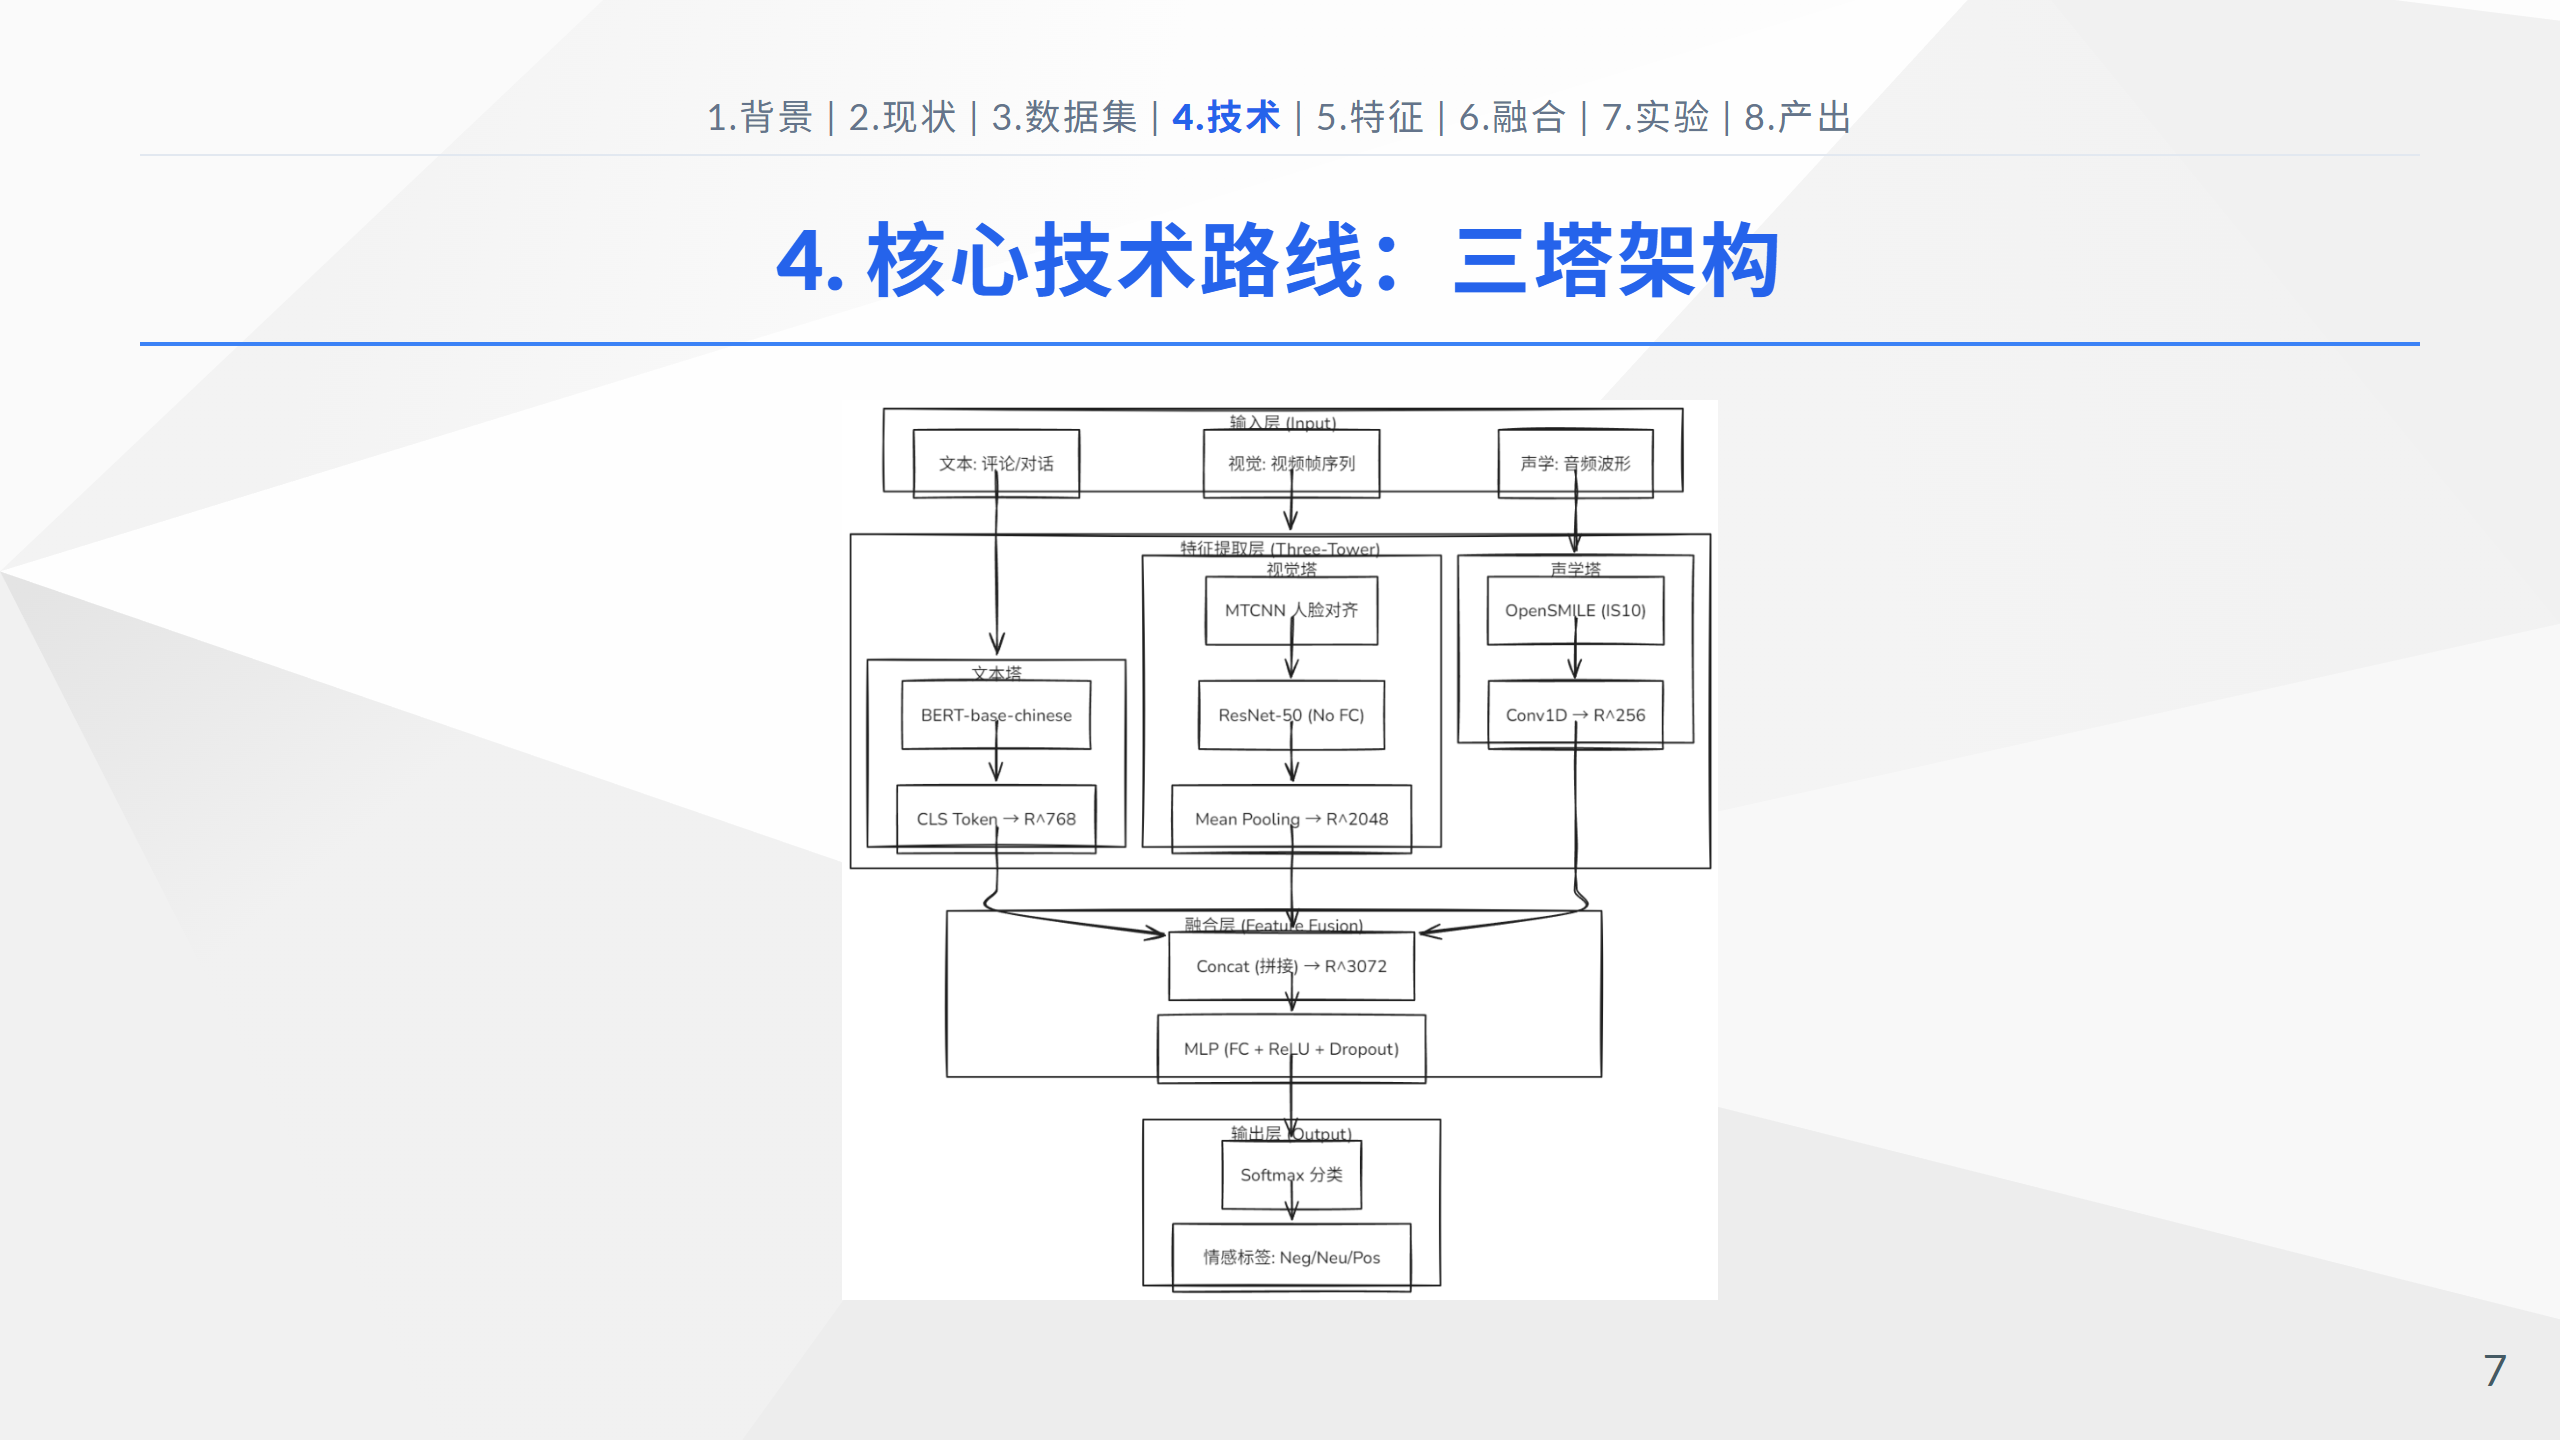 1.背景 | 2.现状 | 3.数据集 | 4.技术 | 5.特征 | 6.融合 | 7.实验 | 8.产出
4. 核心技术路线：三塔架构
输入层 (Input)
文本: 评论/对话
视觉: 视频帧序列
声学: 音频波形
特征提取层 (Three-Tower)
视觉塔
声学塔
MTCNN 人脸对齐
OpenSMILE (IS10)
文本塔
BERT-base-chinese
ResNet-50 (No FC)
Conv1D → R^256
CLS Token → R^768
Mean Pooling → R^2048
融合层 (Feature Fusion)
Concat (拼接) → R^3072
MLP (FC + ReLU + Dropout)
输出层 (Output)
Softmax 分类
情感标签: Neg/Neu/Pos
7